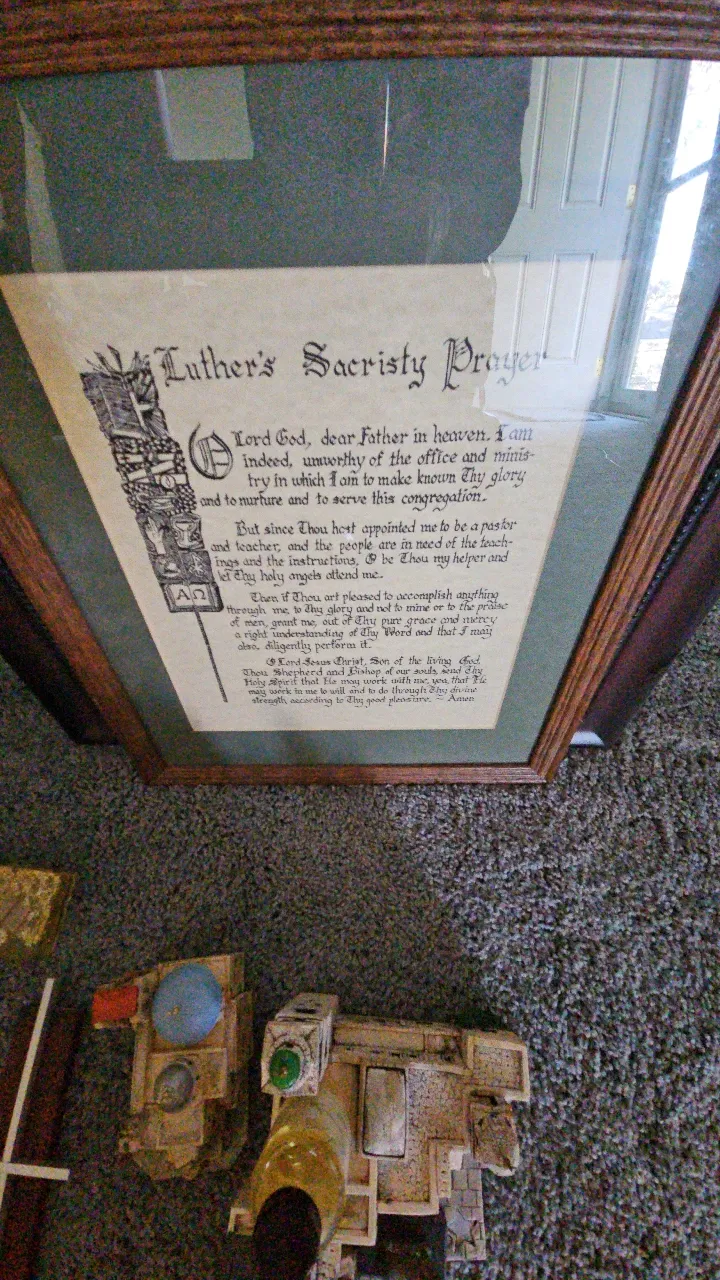 Luther's Sacristy Prayer
O Lord God, dear Father in heaven. I am
indeed, unworthy of the office and minis-
try in which I am to make known Thy glory
and to nurture and to serve this congregation.
But since Thou hast appointed me to be a pastor
and teacher, and the people are in need of the teach-
ings and the instructions, O be Thou my helper and
let Thy holy angels attend me.
Then if Thou art pleased to accomplish anything
through me, to Thy glory and not to mine or to the praise
of men, grant me, out of Thy pure grace and mercy
a right understanding of Thy Word and that I may
also, diligently perform it.
O Lord Jesus Christ, Son of the living God,
Thou Shepherd and Bishop of our souls, send Thy
Holy Spirit that He may work with me, yea, that He
may work in me to will and to do through Thy divine
strength according to Thy good pleasure. ~ Amen
Α Ω